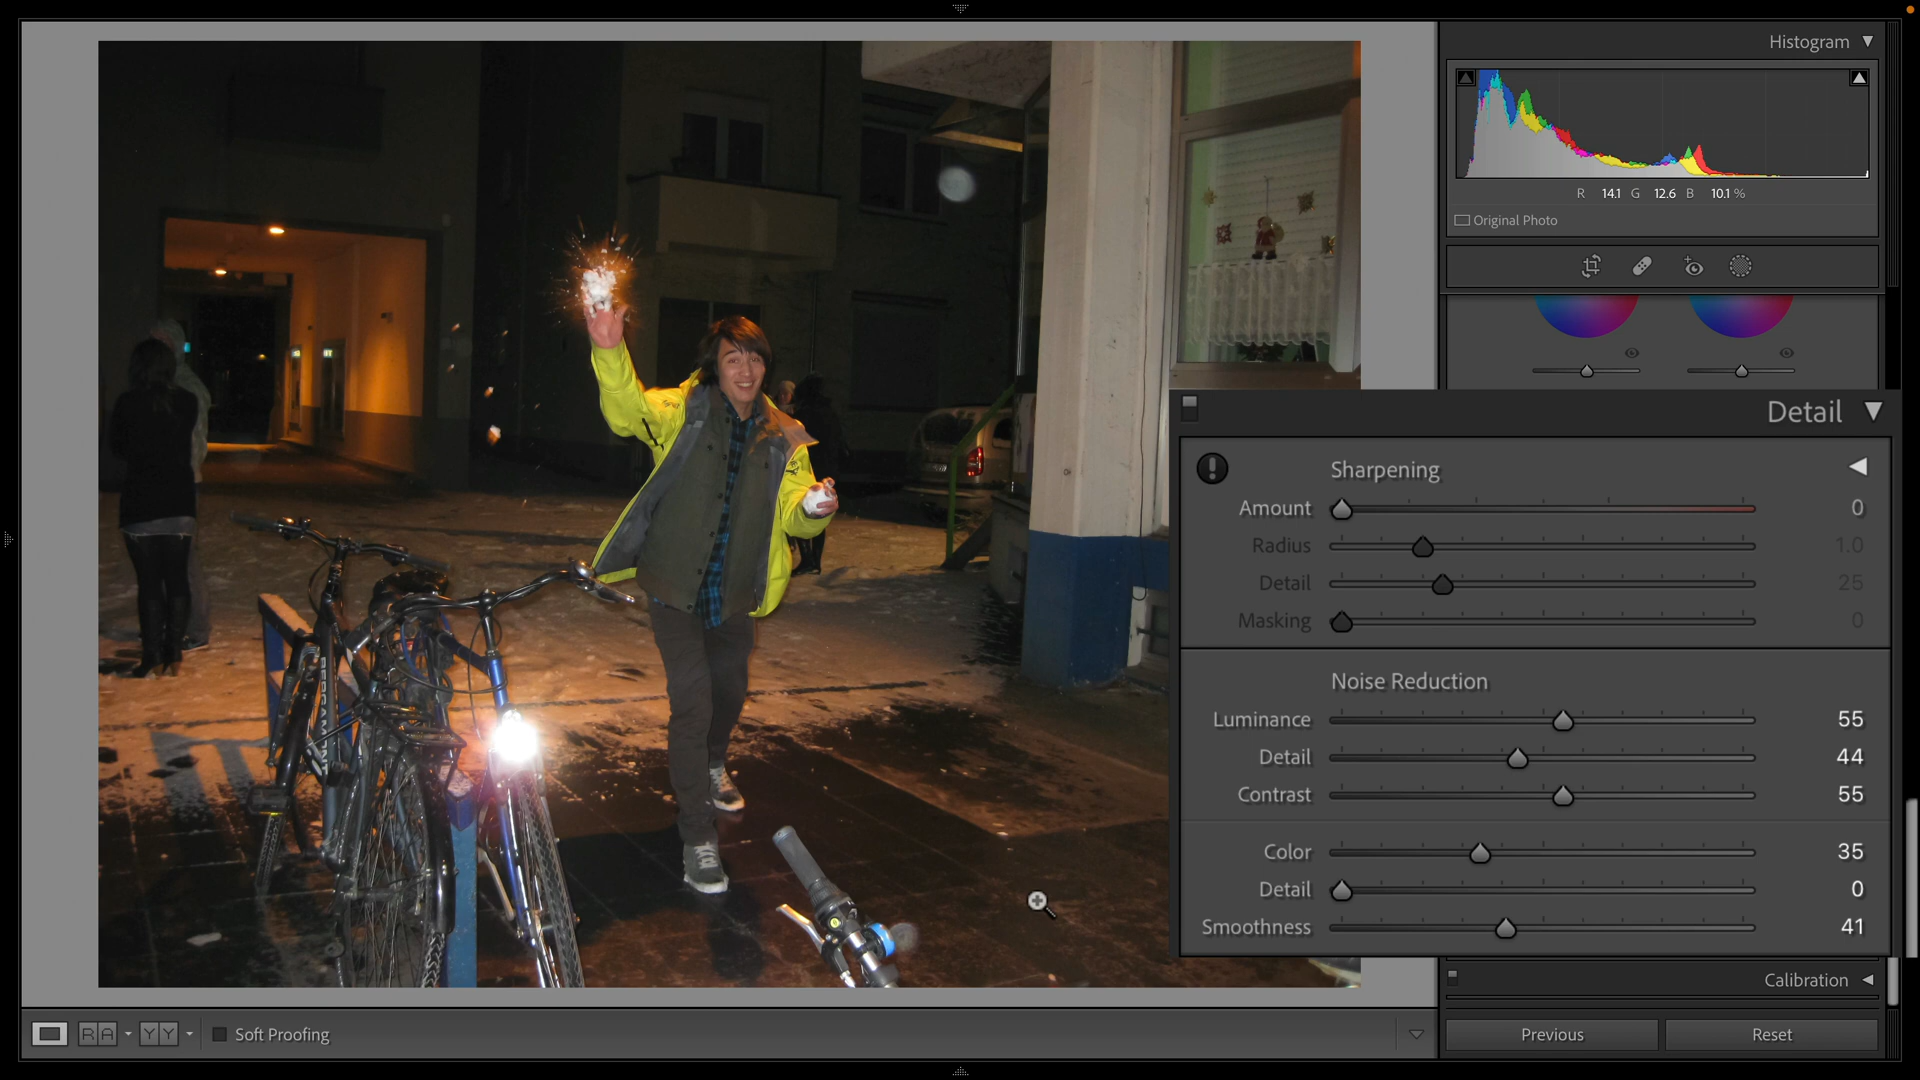 Histogram
R 14.1 G 12.6 B 10.1 %
Original Photo
Detail
Sharpening
Amount 0
Radius 1.0
Detail 25
Masking 0
Noise Reduction
Luminance 55
Detail 44
Contrast 55
Color 35
Detail 0
Smoothness 41
Calibration
BERGAMONT
R A Y Y Soft Proofing
Previous Reset